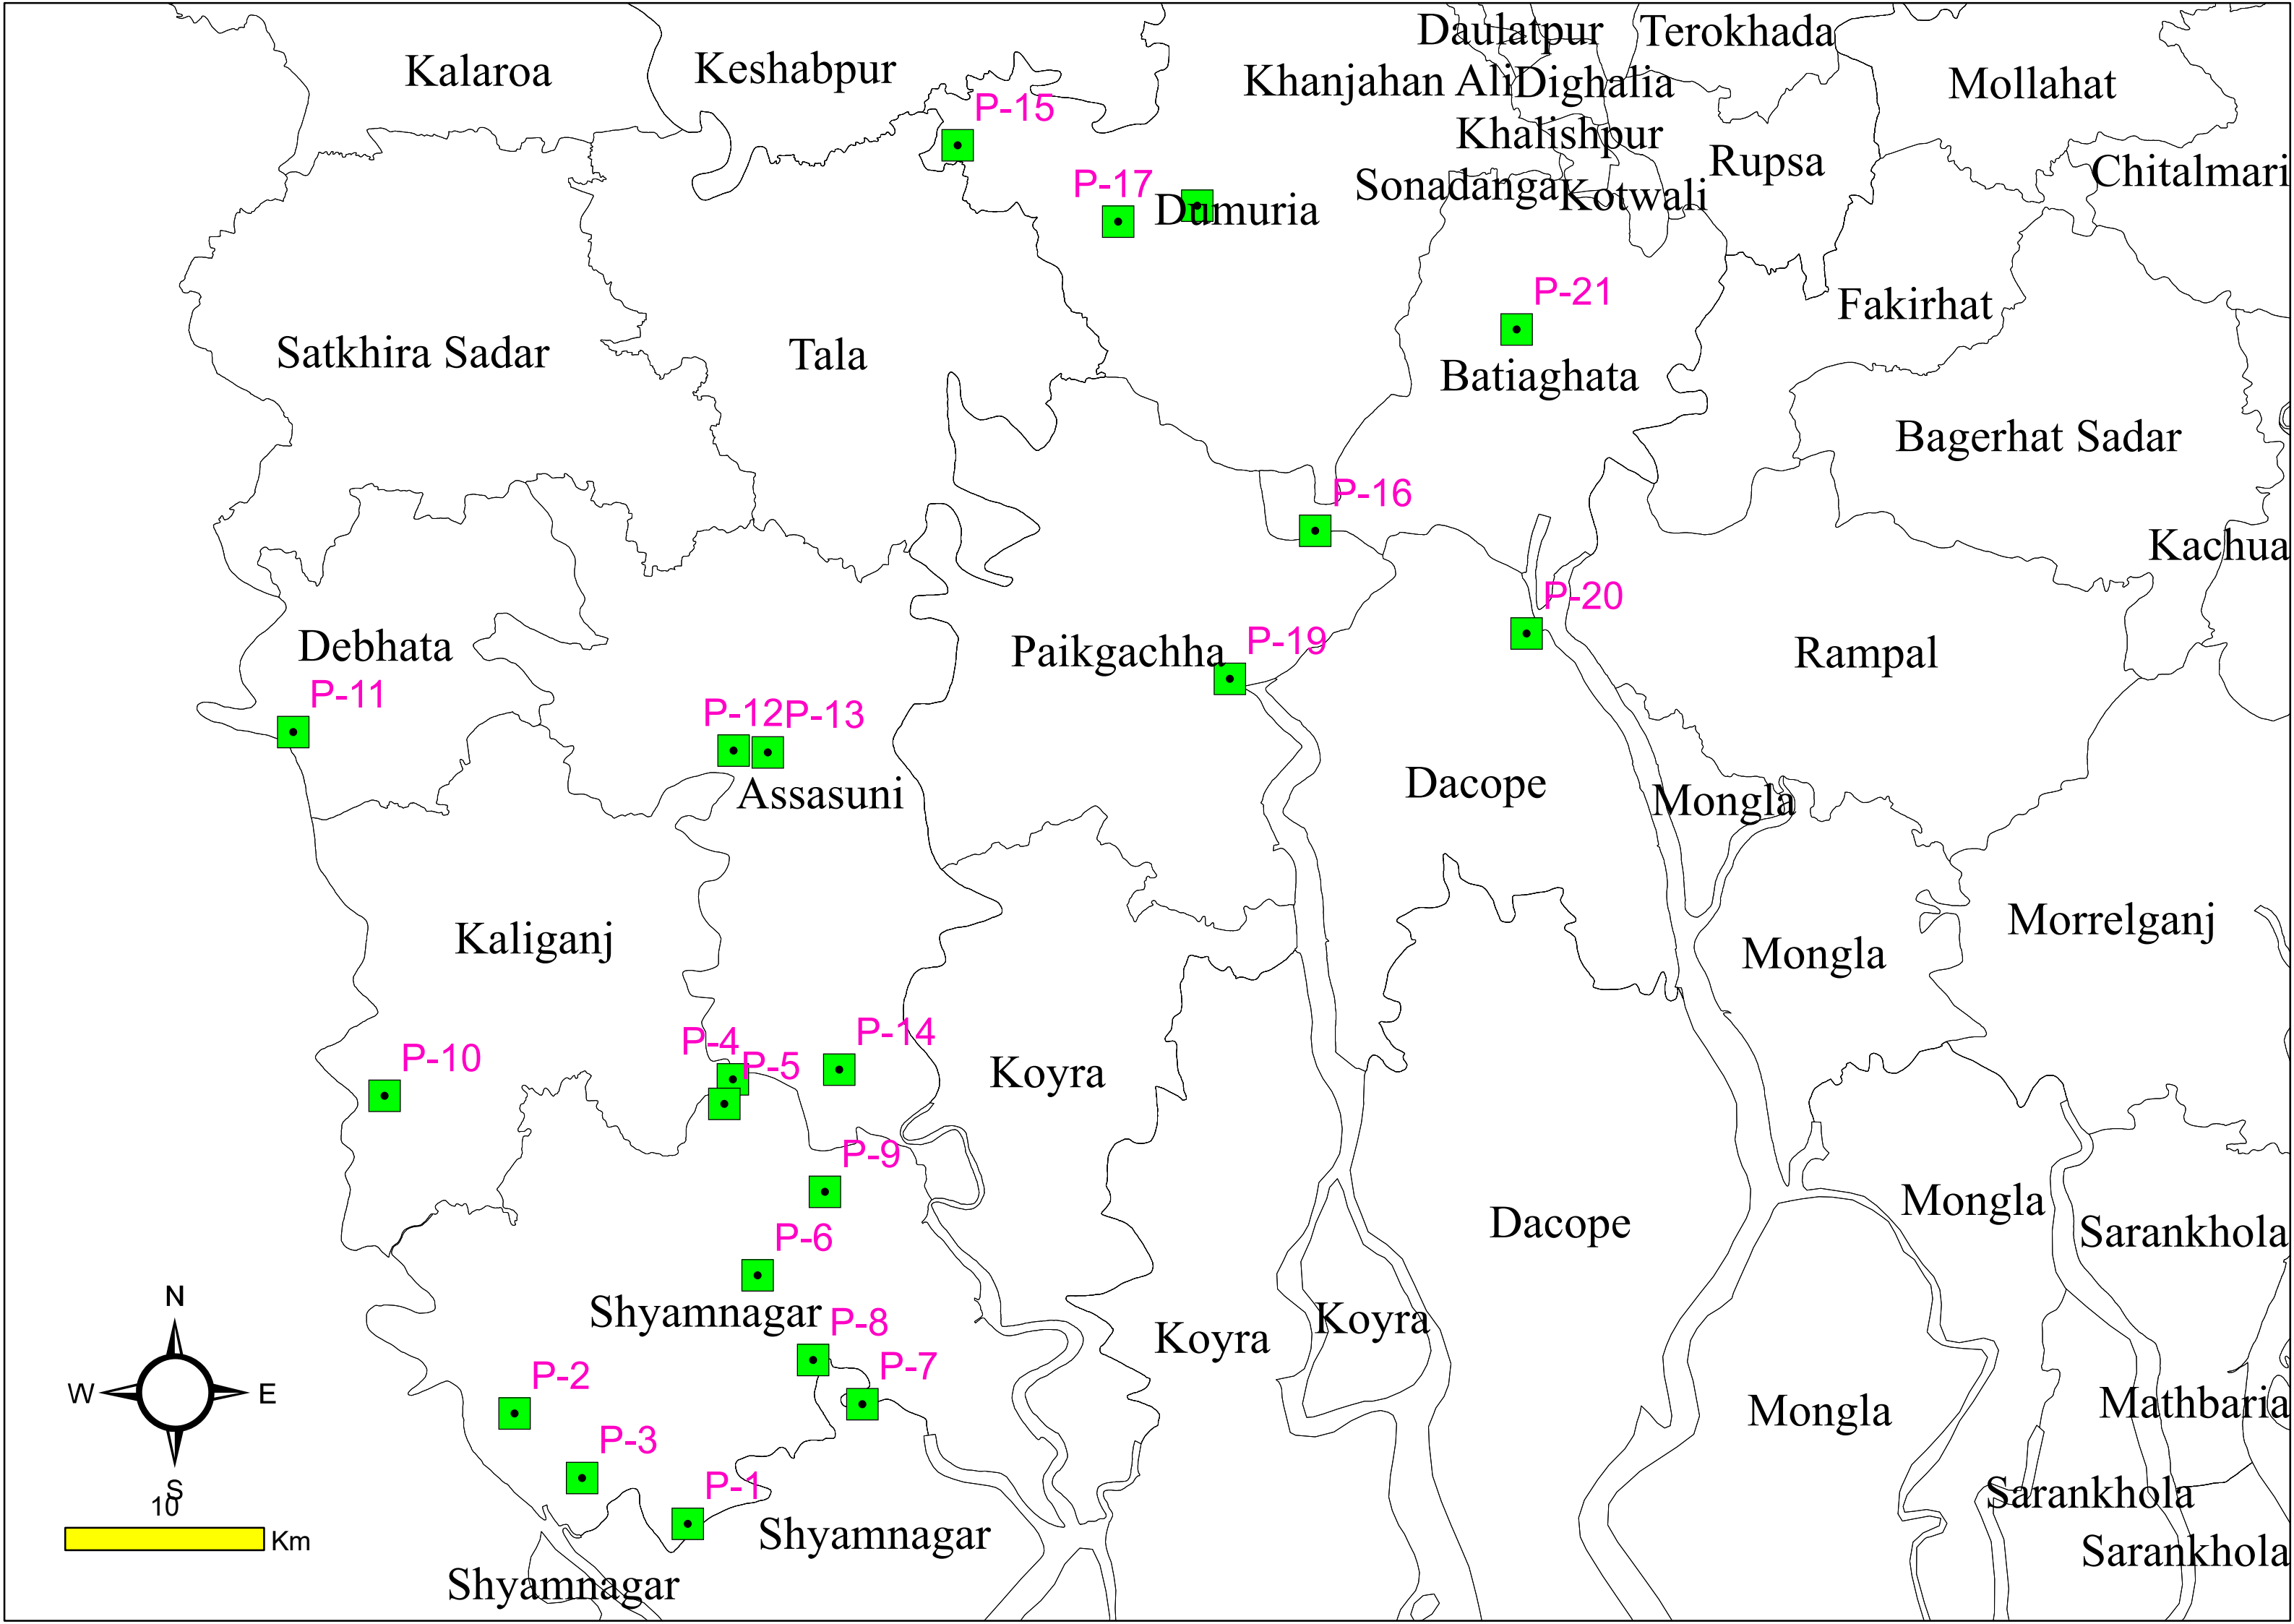 Daulatpur
Terokhada
Kalaroa
Keshabpur
Khanjahan Ali
Dighalia
Mollahat
P-15
Khalishpur
Rupsa
Chitalmari
P-17
Sonadanga
Kotwali
Dumuria
P-21
Fakirhat
Satkhira Sadar
Tala
Batiaghata
Bagerhat Sadar
P-16
Kachua
P-20
Debhata
Paikgachha
P-19
Rampal
P-11
P-12
P-13
Assasuni
Dacope
Mongla
Kaliganj
Morrelganj
Mongla
P-4
P-14
P-10
P-5
Koyra
P-9
Mongla
P-6
Dacope
Sarankhola
N
Shyamnagar
P-8
Koyra
Koyra
P-7
P-2
W
E
Mongla
Mathbaria
P-3
P-1
S
10
Sarankhola
Km
Shyamnagar
Sarankhola
Shyamnagar